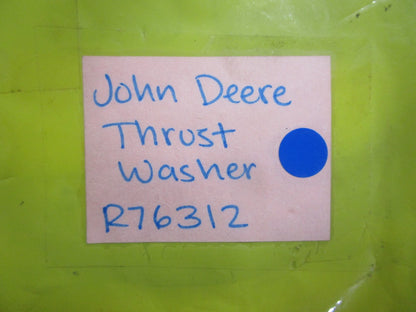 John Deere
Thrust
Washer
R76312